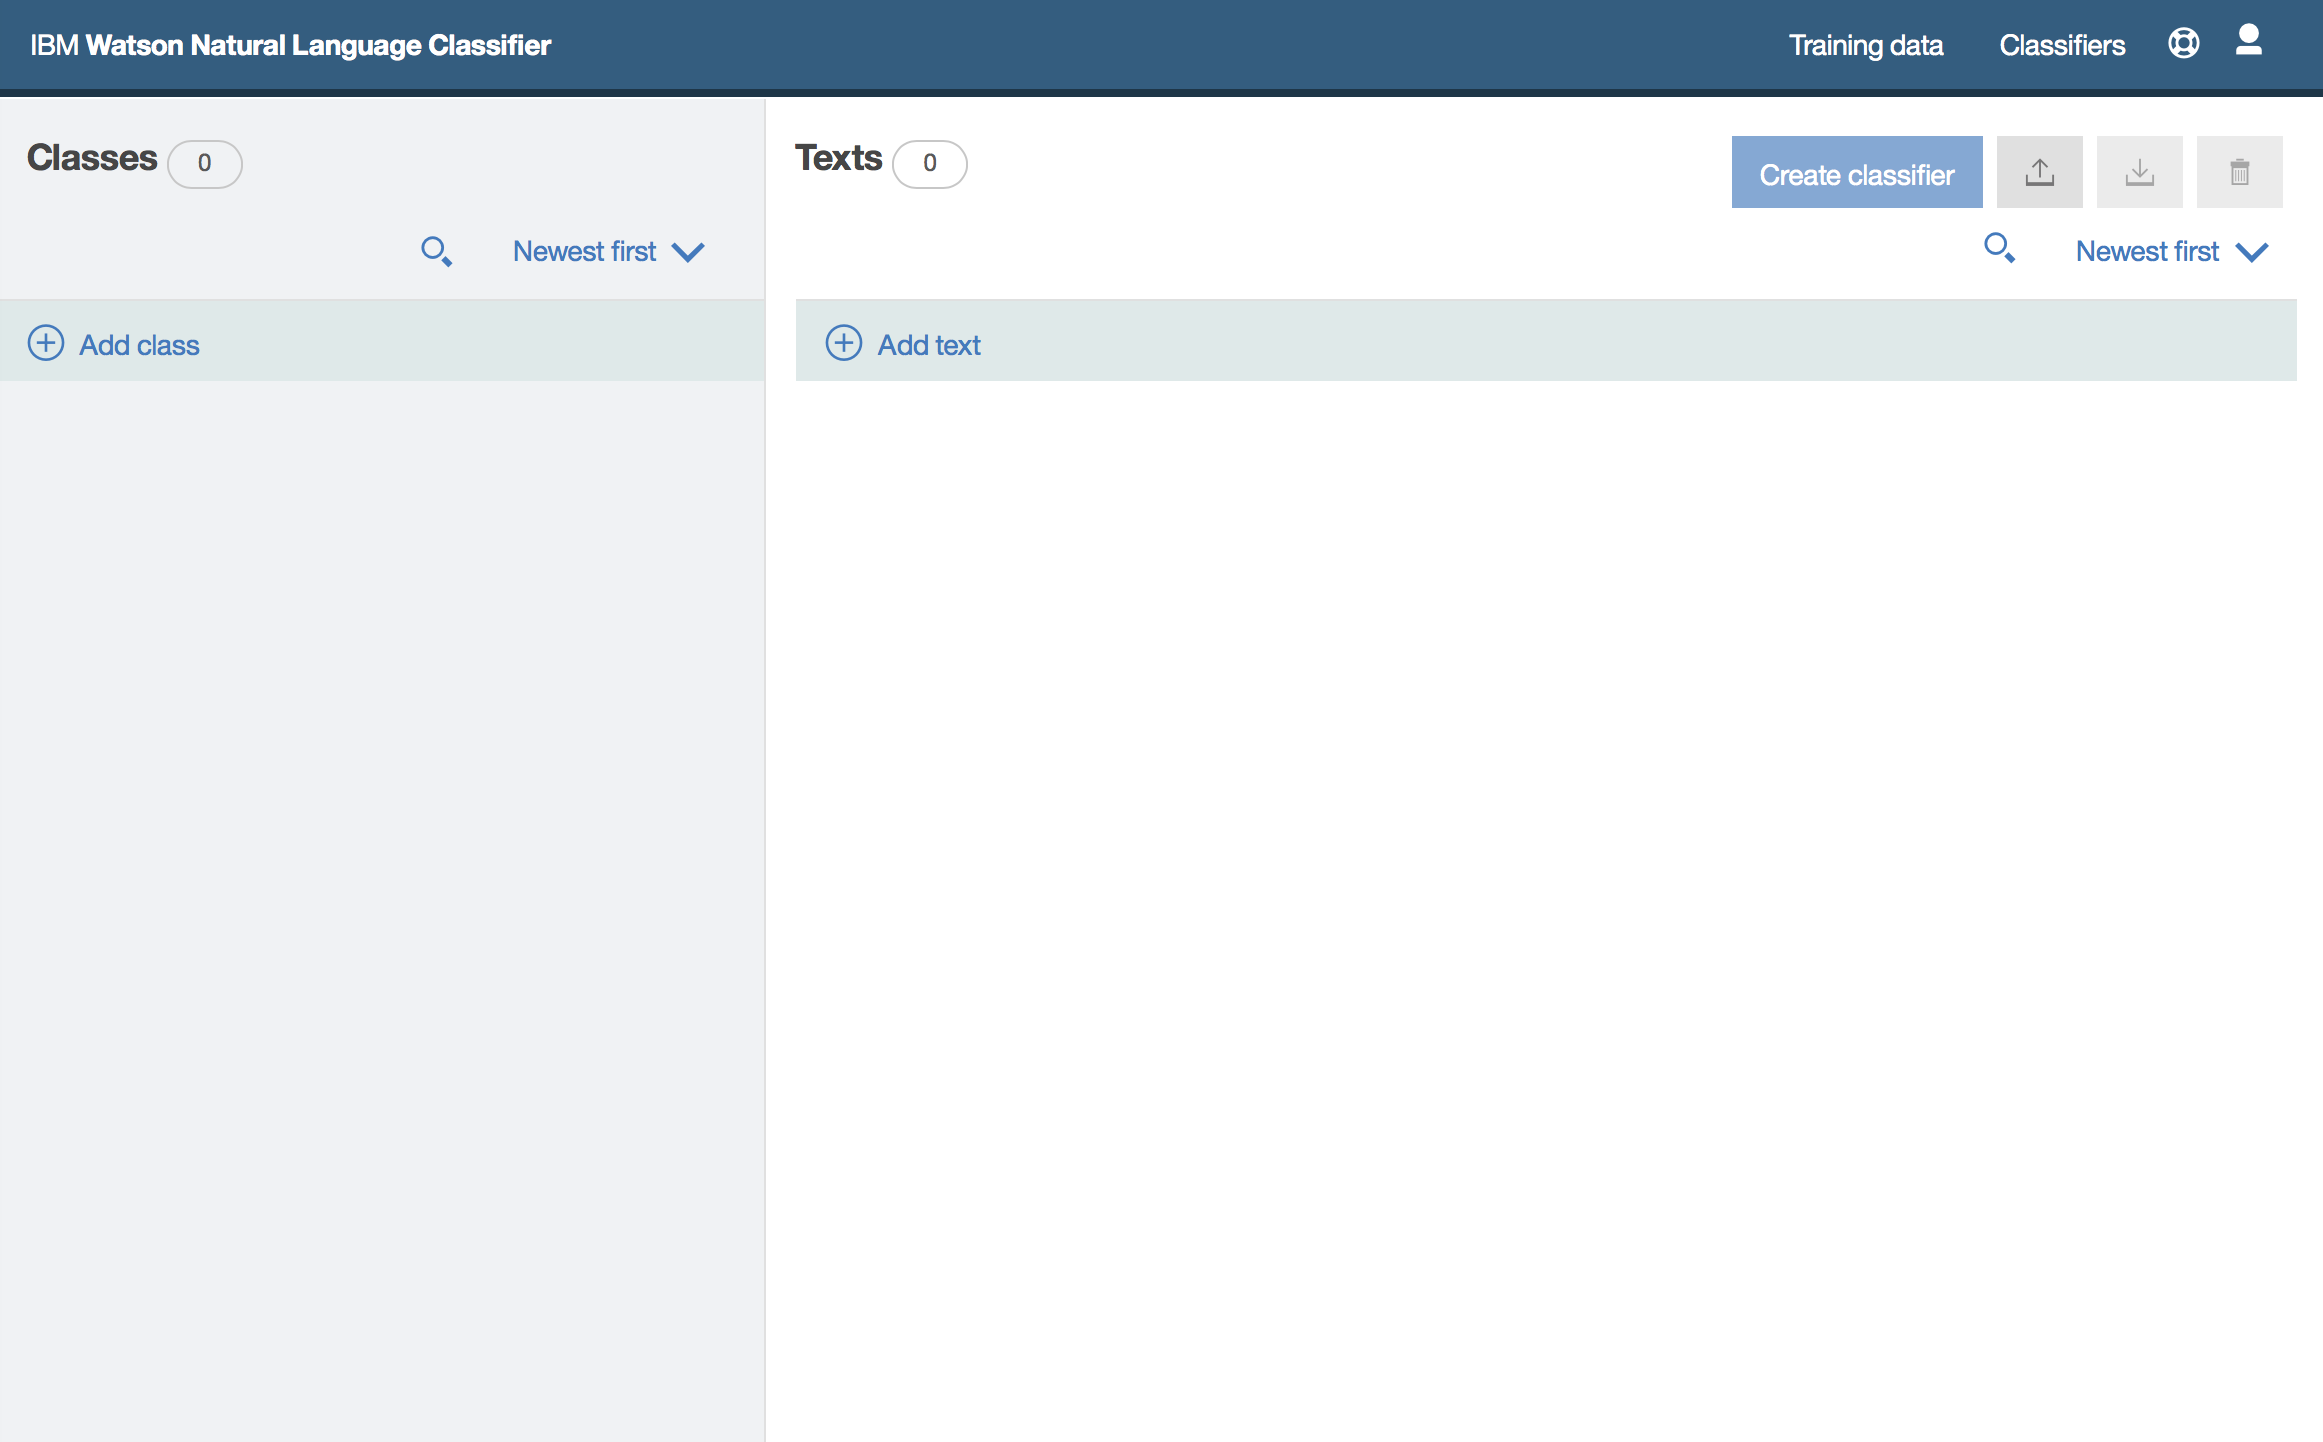 IBM Watson Natural Language Classifier
Training data
Classifiers
Classes 0
Newest first
Add class
Texts 0
Create classifier
Newest first
Add text